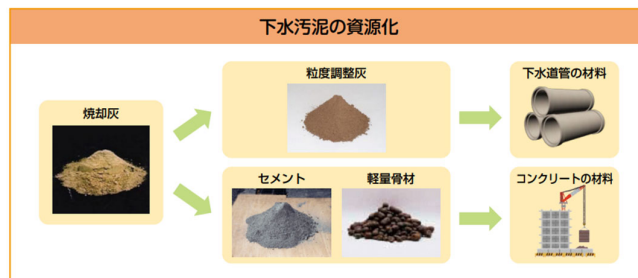 下水汚泥の資源化
焼却灰
粒度調整灰
下水道管の材料
セメント
軽量骨材
コンクリートの材料